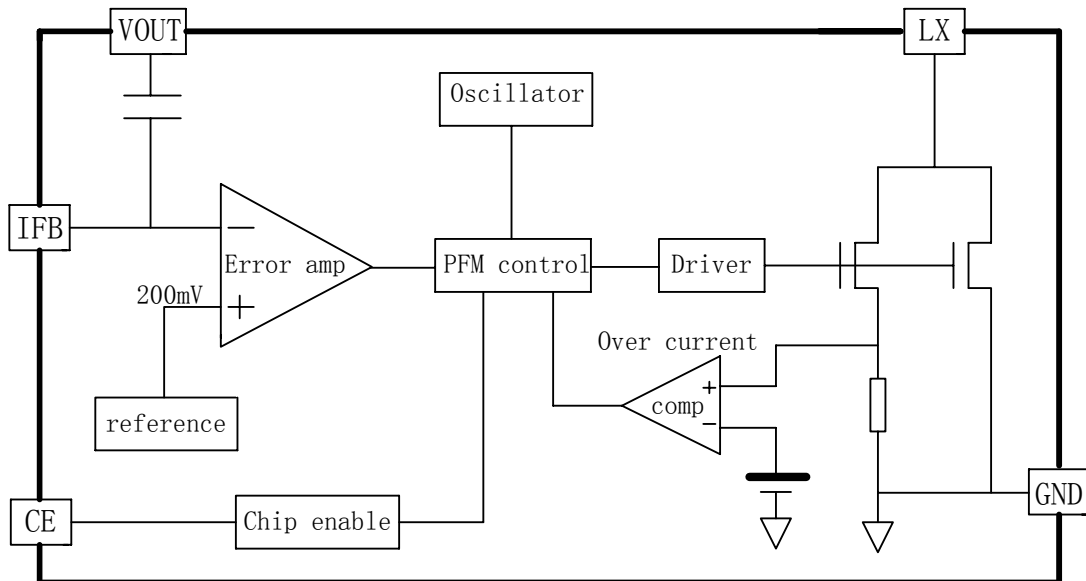 VOUT
LX
Oscillator
IFB
−
Error amp
PFM control
Driver
200mV
+
Over current
+
comp
−
reference
GND
CE
Chip enable